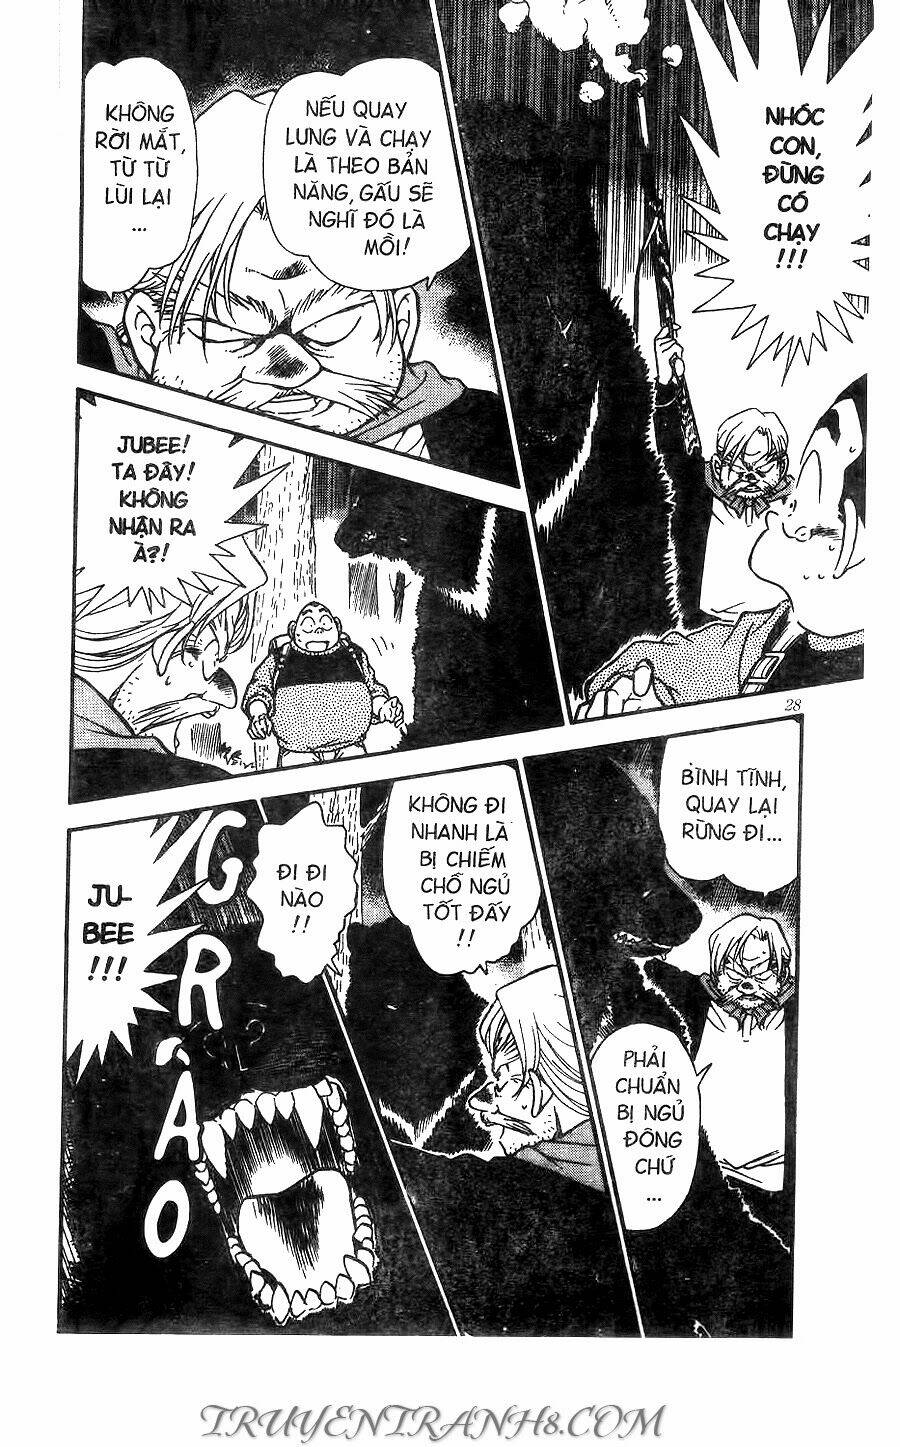 NHÓC
CON,
ĐỪNG
CÓ
CHẠY
!!!
NẾU QUAY
LƯNG VÀ CHẠY
LÀ THEO BẢN
NĂNG, GẤU SẼ
NGHĨ ĐÓ LÀ
MỒI!
KHÔNG
RỜI MẮT,
TỪ TỪ
LÙI LẠI
...
JUBEE!
TA ĐÂY!
KHÔNG
NHẬN RA
À?!
28
BÌNH TĨNH,
QUAY LẠI
RỪNG ĐI...
PHẢI
CHUẨN
BỊ NGỦ
ĐÔNG CHỨ
...
KHÔNG ĐI
NHANH LÀ
BỊ CHIẾM
CHỖ NGỦ
TỐT ĐẤY
!!
ĐI ĐI
NÀO
!!
GRÂAO
JU-
BEE
!!!
TRUYENTRANH8.COM